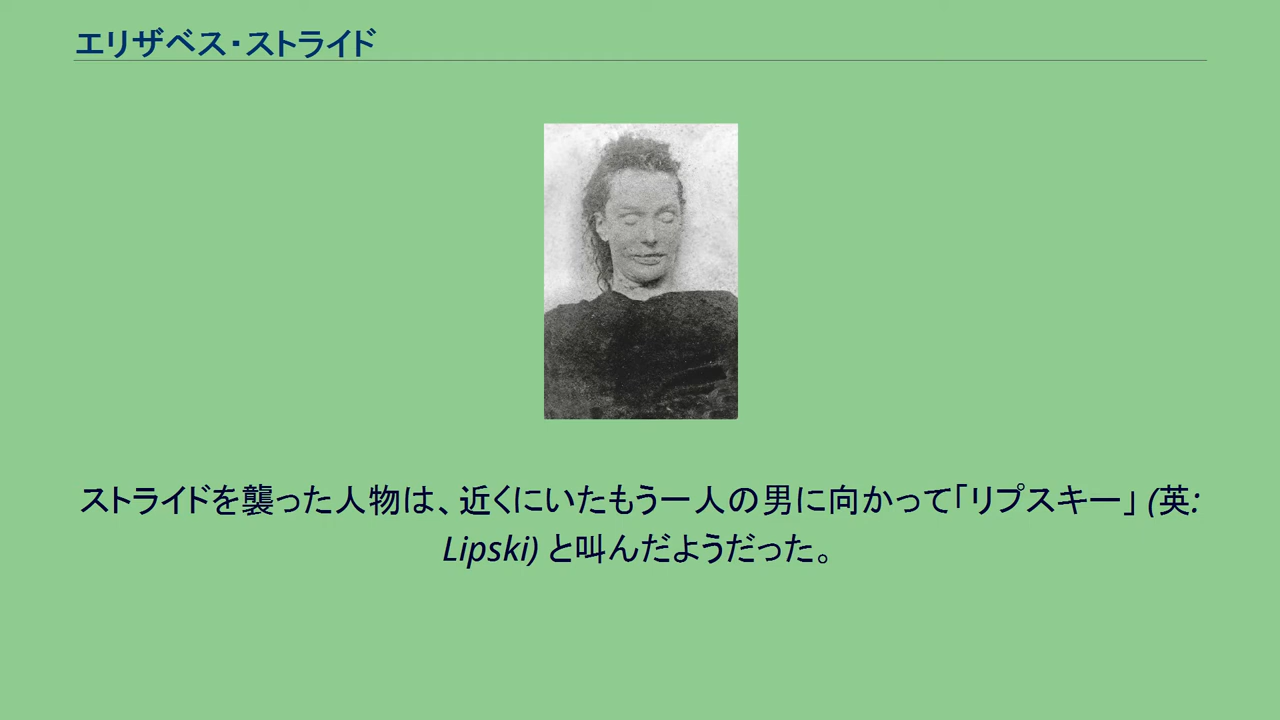 エリザベス・ストライド
ストライドを襲った人物は、近くにいたもう一人の男に向かって「リプスキー」 (英:
Lipski) と叫んだようだった。